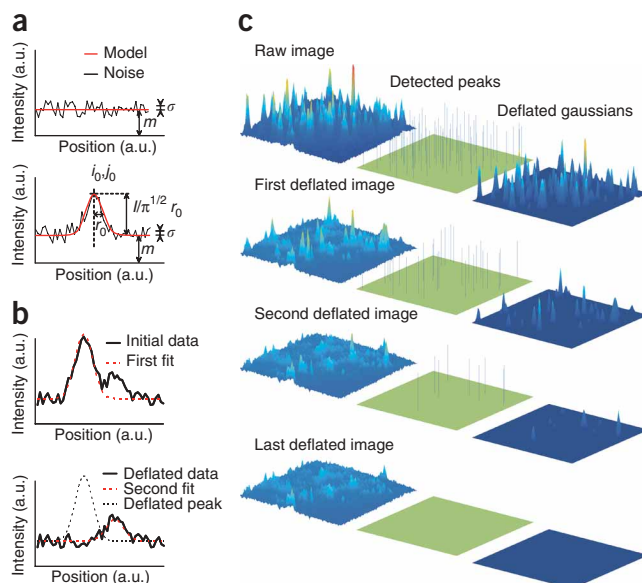 a
Intensity (a.u.)
Model
Noise
σ
m
Position (a.u.)
Intensity (a.u.)
i0,j0
I/π1/2 r0
r0
σ
m
Position (a.u.)
b
Intensity (a.u.)
Initial data
First fit
Position (a.u.)
Intensity (a.u.)
Deflated data
Second fit
Deflated peak
Position (a.u.)
c
Raw image
Detected peaks
Deflated gaussians
First deflated image
Second deflated image
Last deflated image